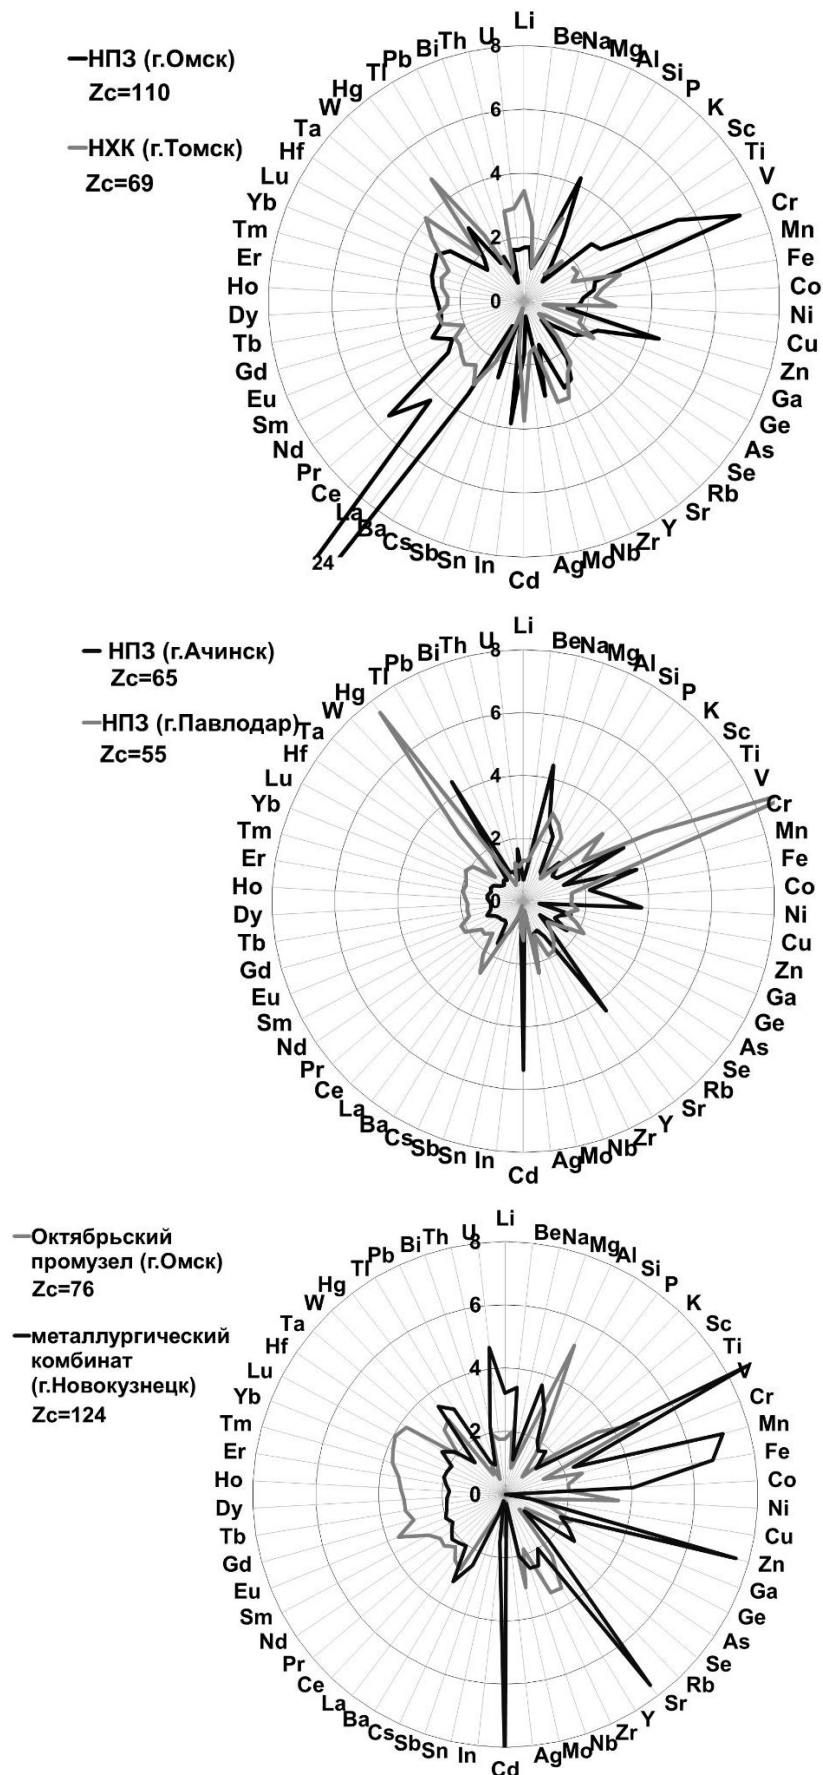 НПЗ (г.Омск)
Zc=110
НХК (г.Томск)
Zc=69
Li
Be
Na
Mg
Al
Si
P
K
Sc
Ti
V
Cr
Mn
Fe
Co
Ni
Cu
Zn
Ga
Ge
As
Se
Rb
Sr
Y
Zr
Nb
Mo
Ag
Cd
In
Sn
Sb
Cs
Ba
La
Ce
Pr
Nd
Sm
Eu
Gd
Tb
Dy
Ho
Er
Tm
Yb
Lu
Hf
Ta
W
Hg
Tl
Pb
Bi
Th
U
8
6
4
2
0
24
НПЗ (г.Ачинск)
Zc=65
НПЗ (г.Павлодар)
Zc=55
Li
Be
Na
Mg
Al
Si
P
K
Sc
Ti
V
Cr
Mn
Fe
Co
Ni
Cu
Zn
Ga
Ge
As
Se
Rb
Sr
Y
Zr
Nb
Mo
Ag
Cd
In
Sn
Sb
Cs
Ba
La
Ce
Pr
Nd
Sm
Eu
Gd
Tb
Dy
Ho
Er
Tm
Yb
Lu
Hf
Ta
W
Hg
Tl
Pb
Bi
Th
U
8
6
4
2
0
Октябрьский
промузел (г.Омск)
Zc=76
металлургический
комбинат
(г.Новокузнецк)
Zc=124
Li
Be
Na
Mg
Al
Si
P
K
Sc
Ti
V
Cr
Mn
Fe
Co
Ni
Cu
Zn
Ga
Ge
As
Se
Rb
Sr
Y
Zr
Nb
Mo
Ag
Cd
In
Sn
Sb
Cs
Ba
La
Ce
Pr
Nd
Sm
Eu
Gd
Tb
Dy
Ho
Er
Tm
Yb
Lu
Hf
Ta
W
Hg
Tl
Pb
Bi
Th
U
8
6
4
2
0